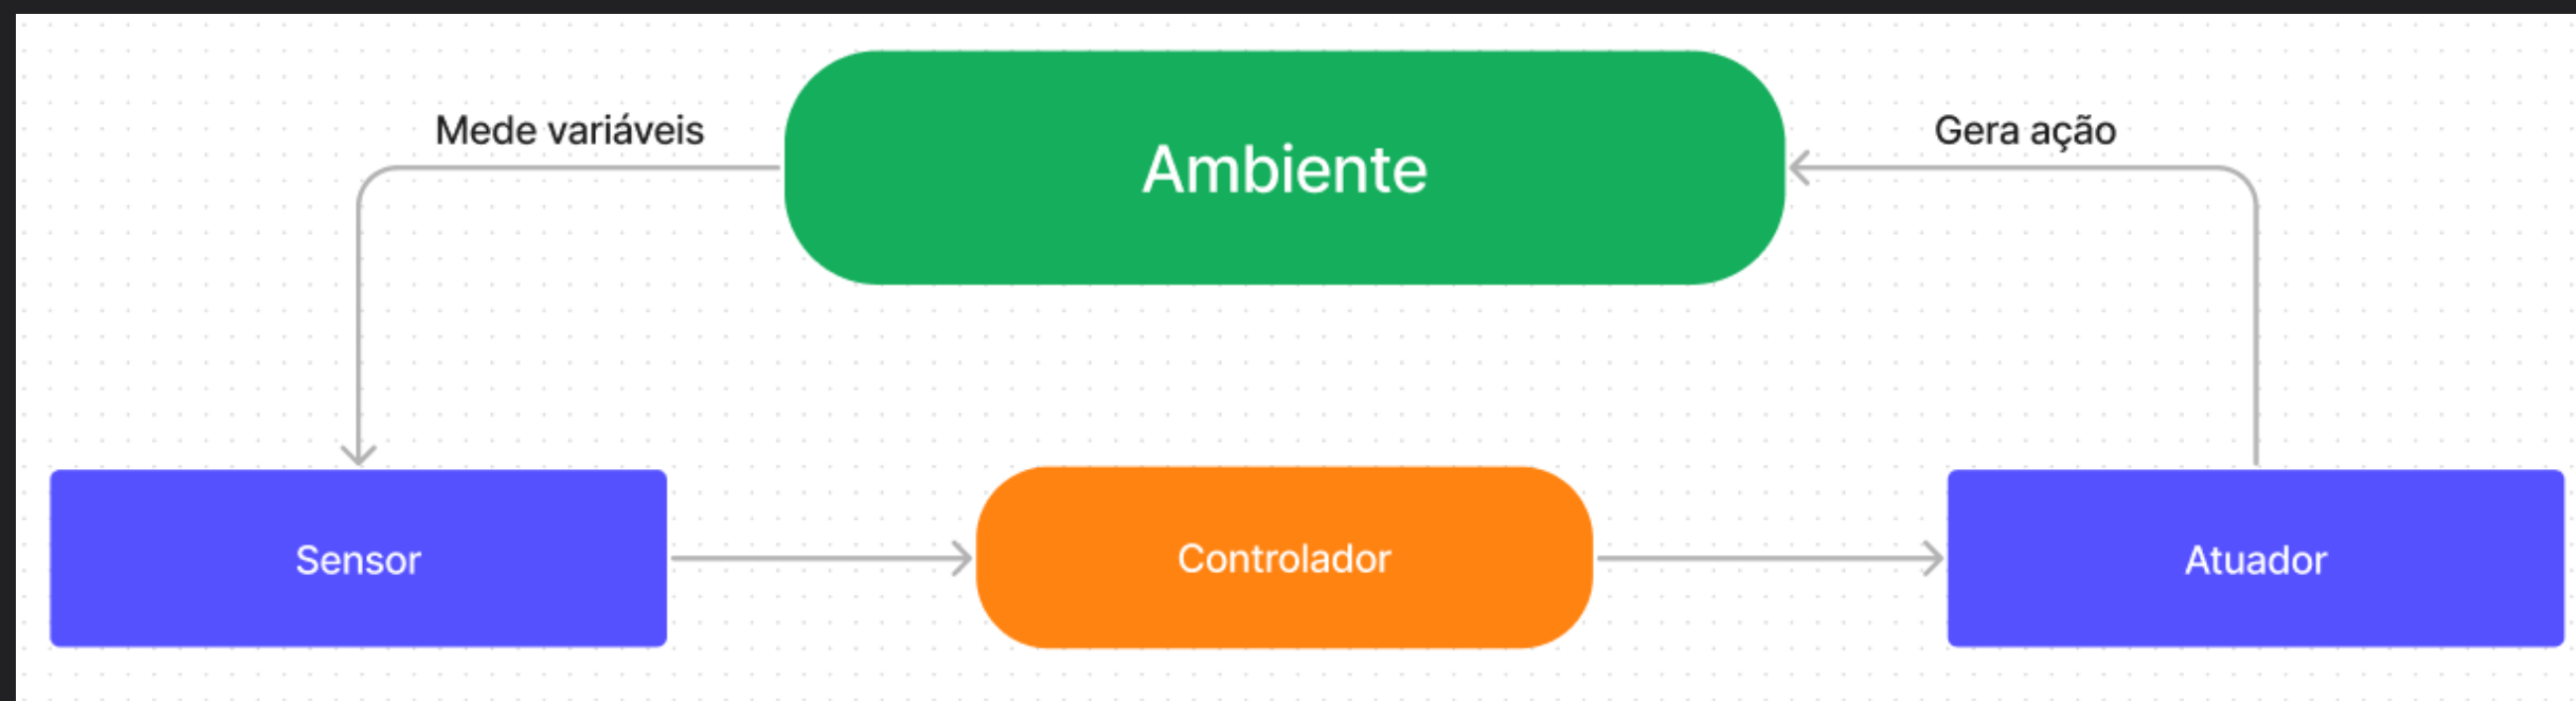 Mede variáveis
Ambiente
Gera ação
Sensor
Controlador
Atuador